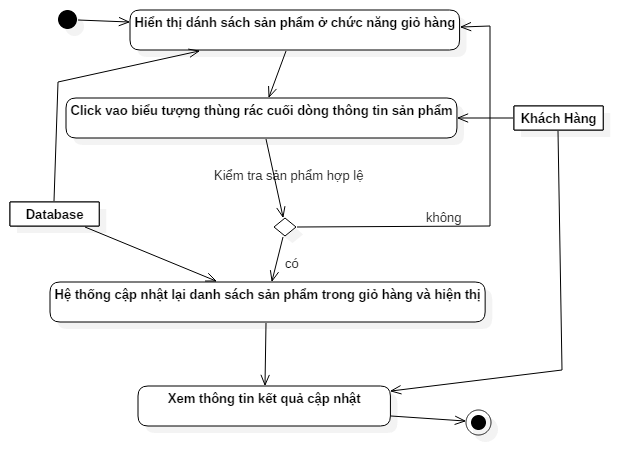 Hiển thị dánh sách sản phẩm ở chức năng giỏ hàng
Click vao biểu tượng thùng rác cuối dòng thông tin sản phẩm
Khách Hàng
Kiểm tra sản phẩm hợp lệ
Database
không
có
Hệ thống cập nhật lại danh sách sản phẩm trong giỏ hàng và hiện thị
Xem thông tin kết quả cập nhật